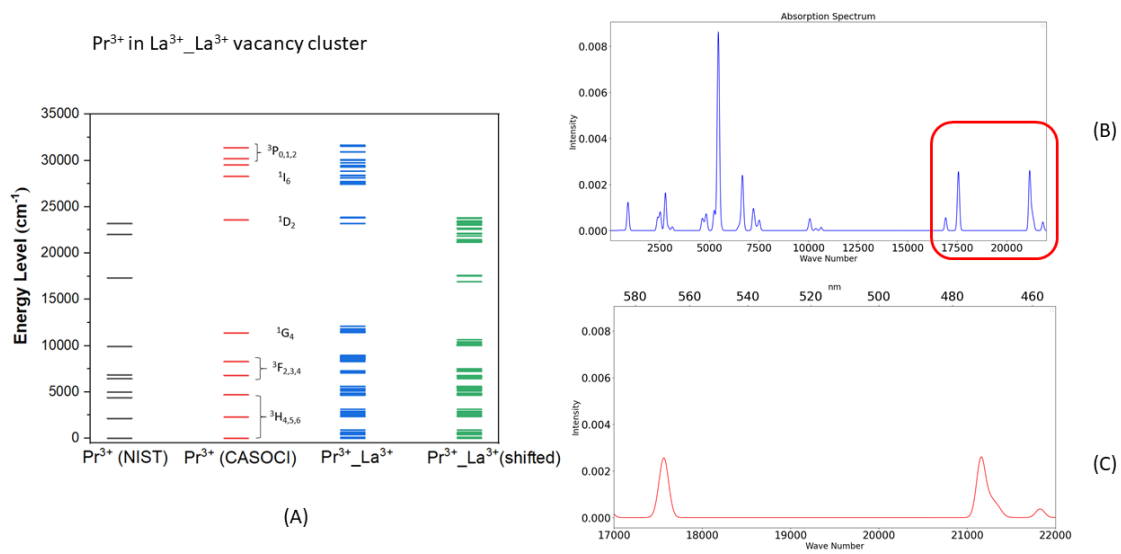 Pr³⁺ in La³⁺_La³⁺ vacancy cluster
35000
30000
25000
20000
15000
10000
5000
0
Energy Level (cm⁻¹)
³P₀,₁,₂
¹I₆
¹D₂
¹G₄
³F₂,₃,₄
³H₄,₅,₆
Pr³⁺ (NIST)
Pr³⁺ (CASOCI)
Pr³⁺_La³⁺
Pr³⁺_La³⁺(shifted)
(A)
Absorption Spectrum
0.008
0.006
0.004
0.002
0.000
Intensity
2500 5000 7500 10000 12500 15000 17500 20000
Wave Number
(B)
nm
580 560 540 520 500 480 460
0.008
0.006
0.004
0.002
0.000
Intensity
17000 18000 19000 20000 21000 22000
Wave Number
(C)